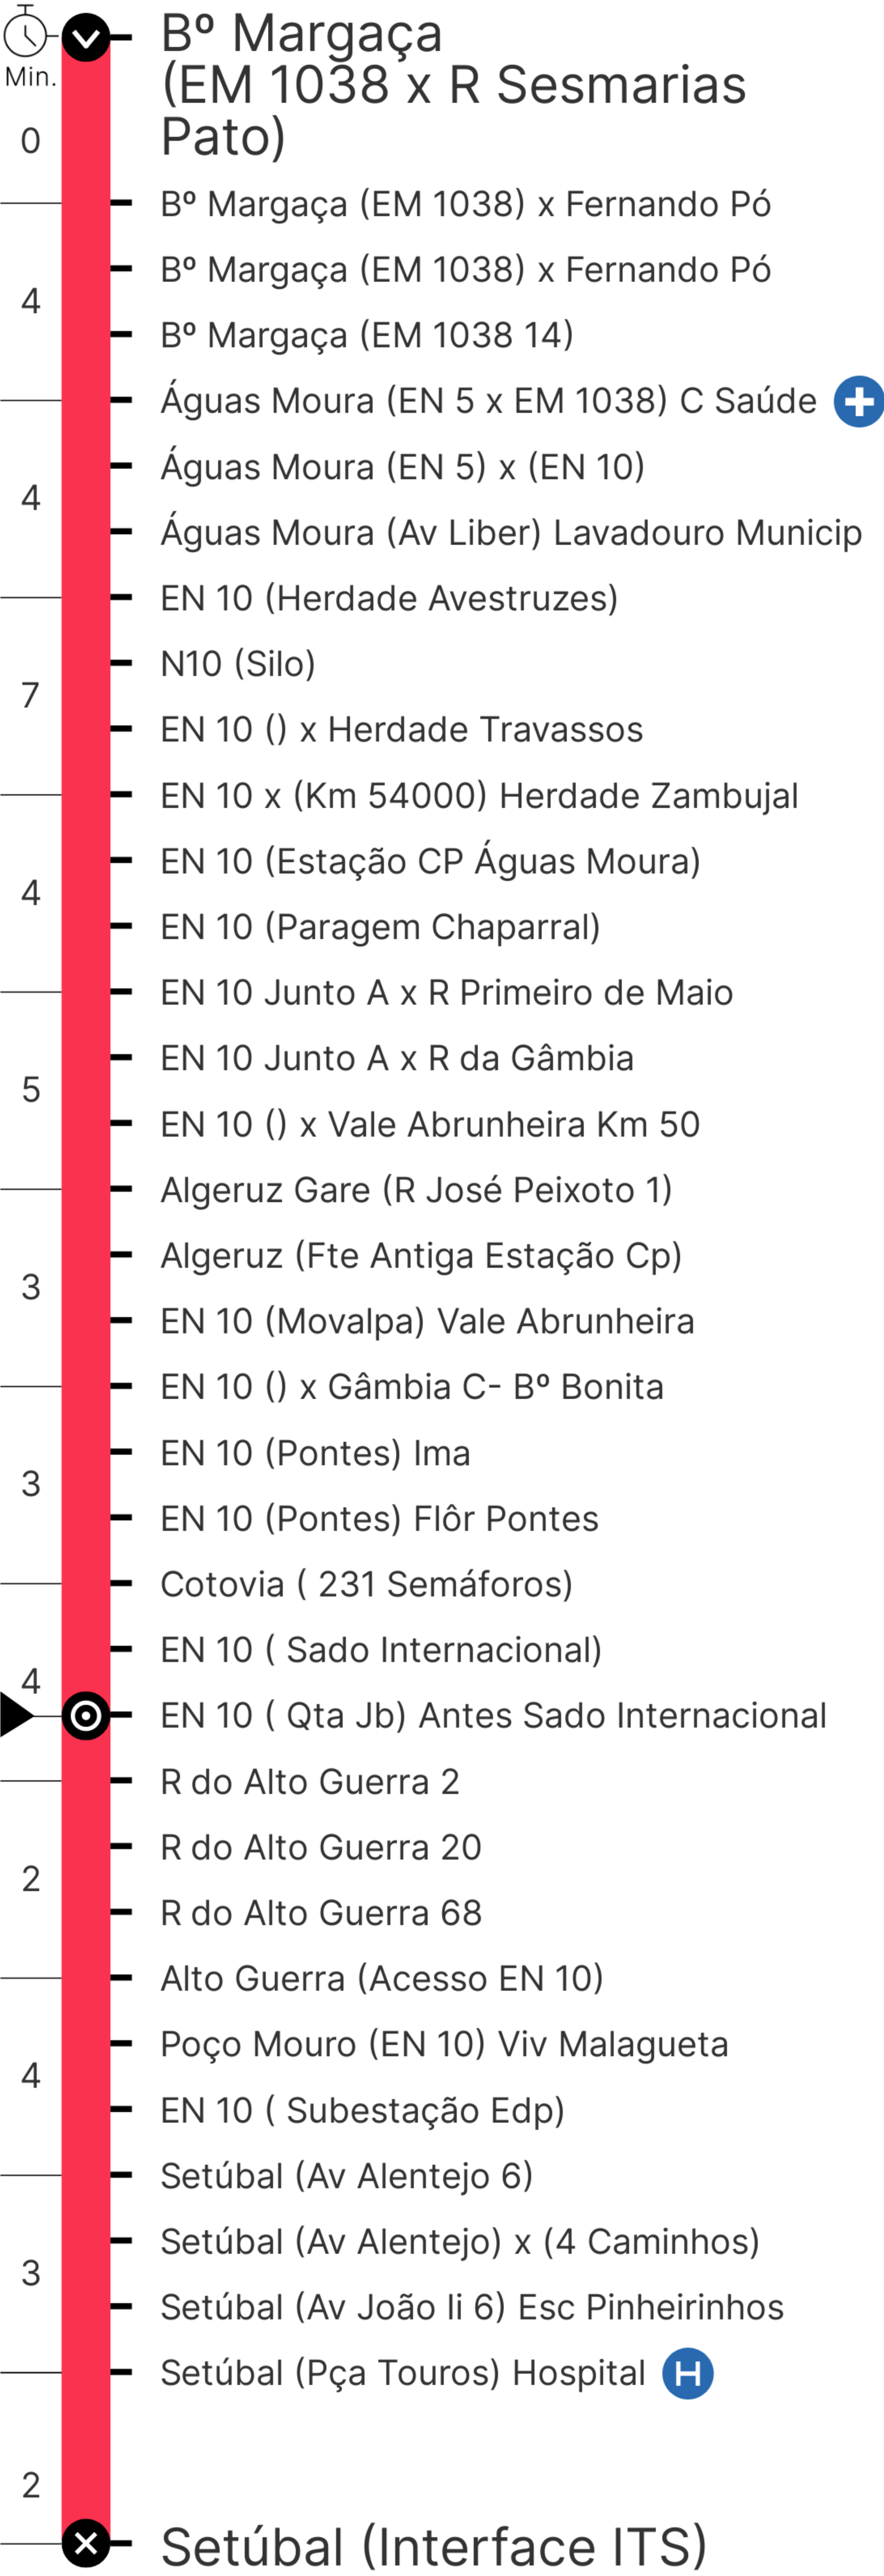 Min.
Bº Margaça
(EM 1038 x R Sesmarias
Pato)
0
Bº Margaça (EM 1038) x Fernando Pó
Bº Margaça (EM 1038) x Fernando Pó
4
Bº Margaça (EM 1038 14)
Águas Moura (EN 5 x EM 1038) C Saúde
Águas Moura (EN 5) x (EN 10)
4
Águas Moura (Av Liber) Lavadouro Municip
EN 10 (Herdade Avestruzes)
N10 (Silo)
7
EN 10 () x Herdade Travassos
EN 10 x (Km 54000) Herdade Zambujal
EN 10 (Estação CP Águas Moura)
4
EN 10 (Paragem Chaparral)
EN 10 Junto A x R Primeiro de Maio
EN 10 Junto A x R da Gâmbia
5
EN 10 () x Vale Abrunheira Km 50
Algeruz Gare (R José Peixoto 1)
Algeruz (Fte Antiga Estação Cp)
3
EN 10 (Movalpa) Vale Abrunheira
EN 10 () x Gâmbia C- Bº Bonita
EN 10 (Pontes) Ima
3
EN 10 (Pontes) Flôr Pontes
Cotovia ( 231 Semáforos)
EN 10 ( Sado Internacional)
4
EN 10 ( Qta Jb) Antes Sado Internacional
R do Alto Guerra 2
R do Alto Guerra 20
2
R do Alto Guerra 68
Alto Guerra (Acesso EN 10)
Poço Mouro (EN 10) Viv Malagueta
4
EN 10 ( Subestação Edp)
Setúbal (Av Alentejo 6)
Setúbal (Av Alentejo) x (4 Caminhos)
3
Setúbal (Av João Ii 6) Esc Pinheirinhos
Setúbal (Pça Touros) Hospital H
2
Setúbal (Interface ITS)